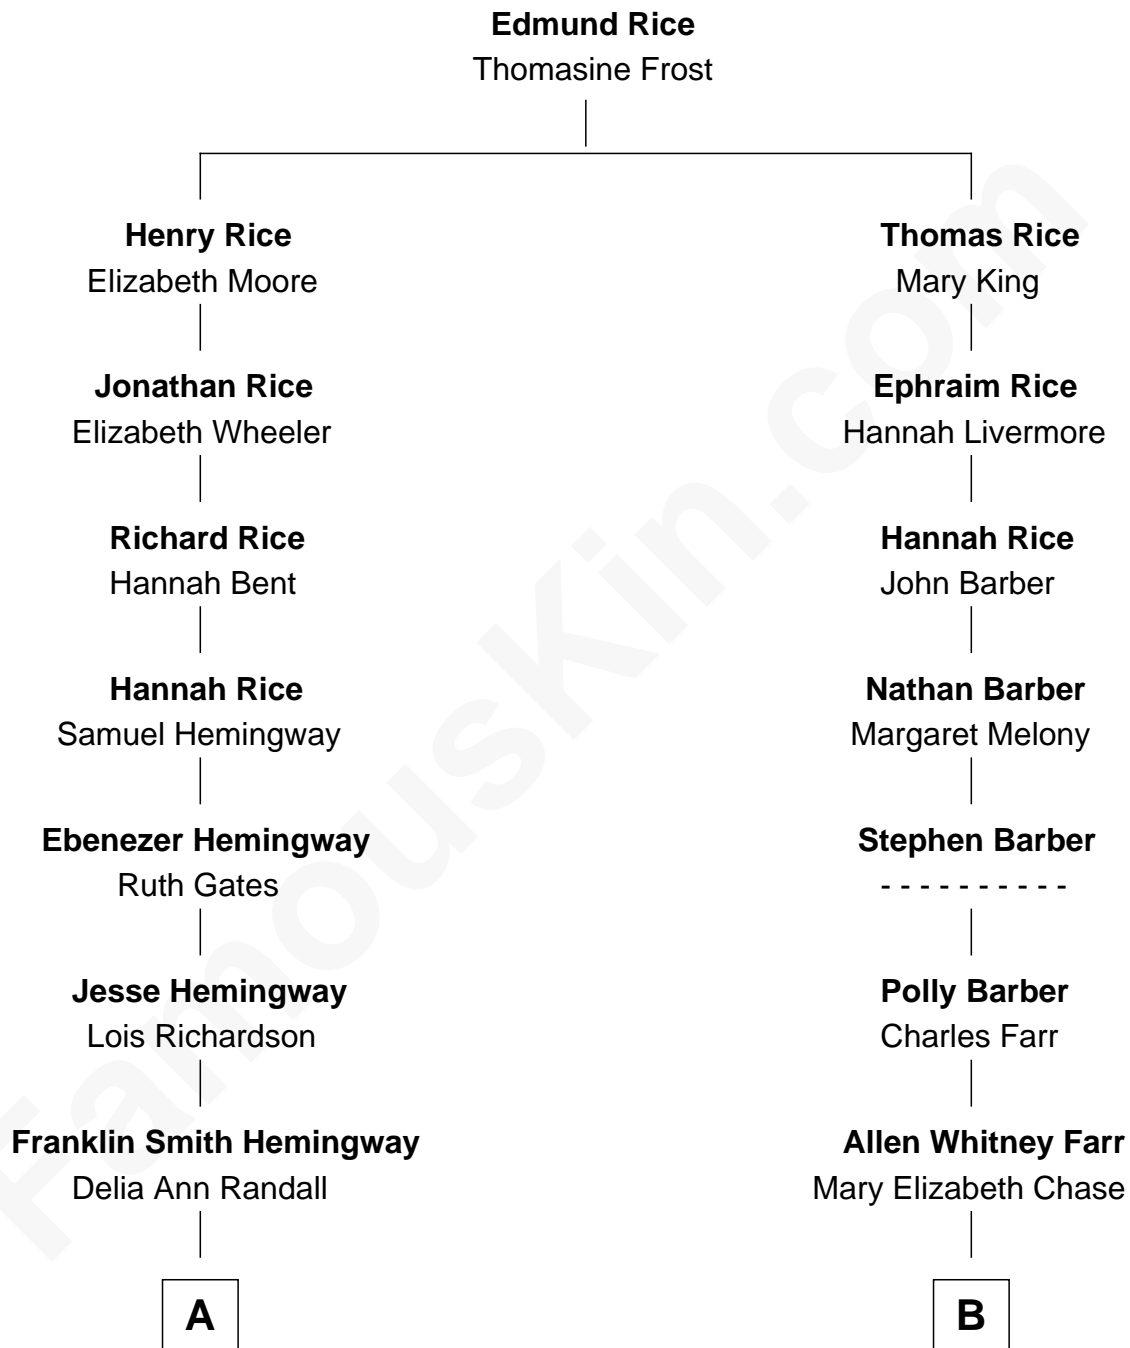 Edmund Rice
Thomasine Frost
Henry Rice
Elizabeth Moore
Jonathan Rice
Elizabeth Wheeler
Richard Rice
Hannah Bent
Hannah Rice
Samuel Hemingway
Ebenezer Hemingway
Ruth Gates
Jesse Hemingway
Lois Richardson
Franklin Smith Hemingway
Delia Ann Randall
A
Thomas Rice
Mary King
Ephraim Rice
Hannah Livermore
Hannah Rice
John Barber
Nathan Barber
Margaret Melony
Stephen Barber
- - - - - - - - - -
Polly Barber
Charles Farr
Allen Whitney Farr
Mary Elizabeth Chase
B
FamousKin.com